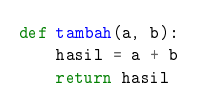 def tambah(a, b):
    hasil = a + b
    return hasil